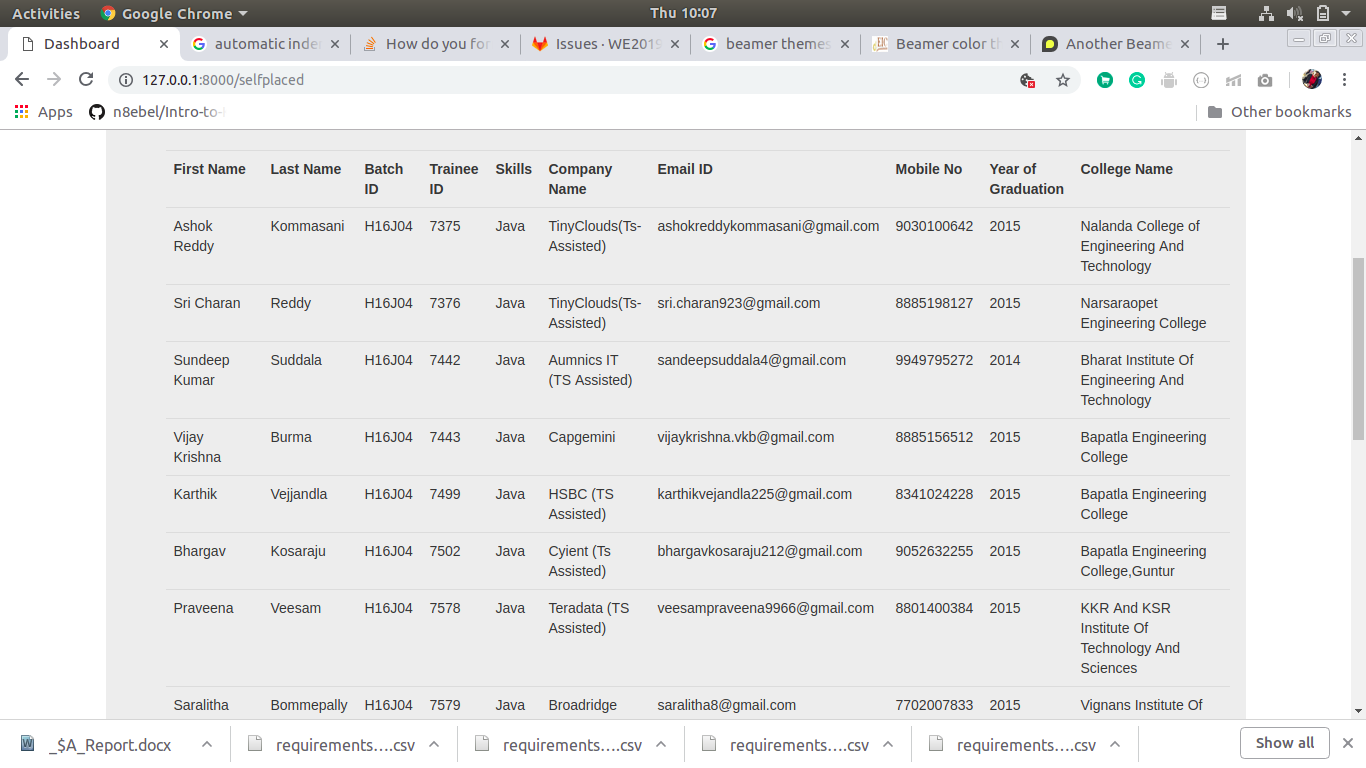 Activities Google Chrome Thu 10:07
Dashboard automatic inde How do you for Issues · WE2019 beamer themes Beamer color th Another Beame
127.0.0.1:8000/selfplaced
Apps n8ebel/Intro-to- Other bookmarks
First Name Last Name Batch ID Trainee ID Skills Company Name Email ID Mobile No Year of Graduation College Name
Ashok Reddy Kommasani H16J04 7375 Java TinyClouds(Ts-Assisted) ashokreddykommasani@gmail.com 9030100642 2015 Nalanda College of Engineering And Technology
Sri Charan Reddy H16J04 7376 Java TinyClouds(Ts-Assisted) sri.charan923@gmail.com 8885198127 2015 Narsaraopet Engineering College
Sundeep Kumar Suddala H16J04 7442 Java Aumnics IT (TS Assisted) sandeepsuddala4@gmail.com 9949795272 2014 Bharat Institute Of Engineering And Technology
Vijay Krishna Burma H16J04 7443 Java Capgemini vijaykrishna.vkb@gmail.com 8885156512 2015 Bapatla Engineering College
Karthik Vejjandla H16J04 7499 Java HSBC (TS Assisted) karthikvejandla225@gmail.com 8341024228 2015 Bapatla Engineering College
Bhargav Kosaraju H16J04 7502 Java Cyient (Ts Assisted) bhargavkosaraju212@gmail.com 9052632255 2015 Bapatla Engineering College,Guntur
Praveena Veesam H16J04 7578 Java Teradata (TS Assisted) veesampraveena9966@gmail.com 8801400384 2015 KKR And KSR Institute Of Technology And Sciences
Saralitha Bommepally H16J04 7579 Java Broadridge saralitha8@gmail.com 7702007833 2015 Vignans Institute Of
_$A_Report.docx requirements....csv requirements....csv requirements....csv requirements....csv Show all